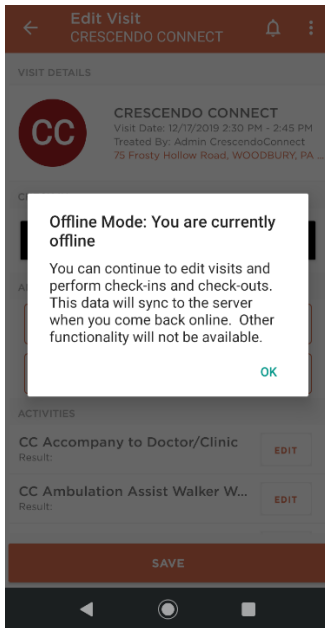 Edit Visit
CRESCENDO CONNECT
VISIT DETAILS
CC
CRESCENDO CONNECT
Visit Date: 12/17/2019 2:30 PM - 2:45 PM
Treated By: Admin CrescendoConnect
75 Frosty Hollow Road, WOODBURY, PA ...
Offline Mode: You are currently
offline
You can continue to edit visits and
perform check-ins and check-outs.
This data will sync to the server
when you come back online.  Other
functionality will not be available.
OK
ACTIVITIES
CC Accompany to Doctor/Clinic
Result:
EDIT
CC Ambulation Assist Walker W...
Result:
EDIT
SAVE